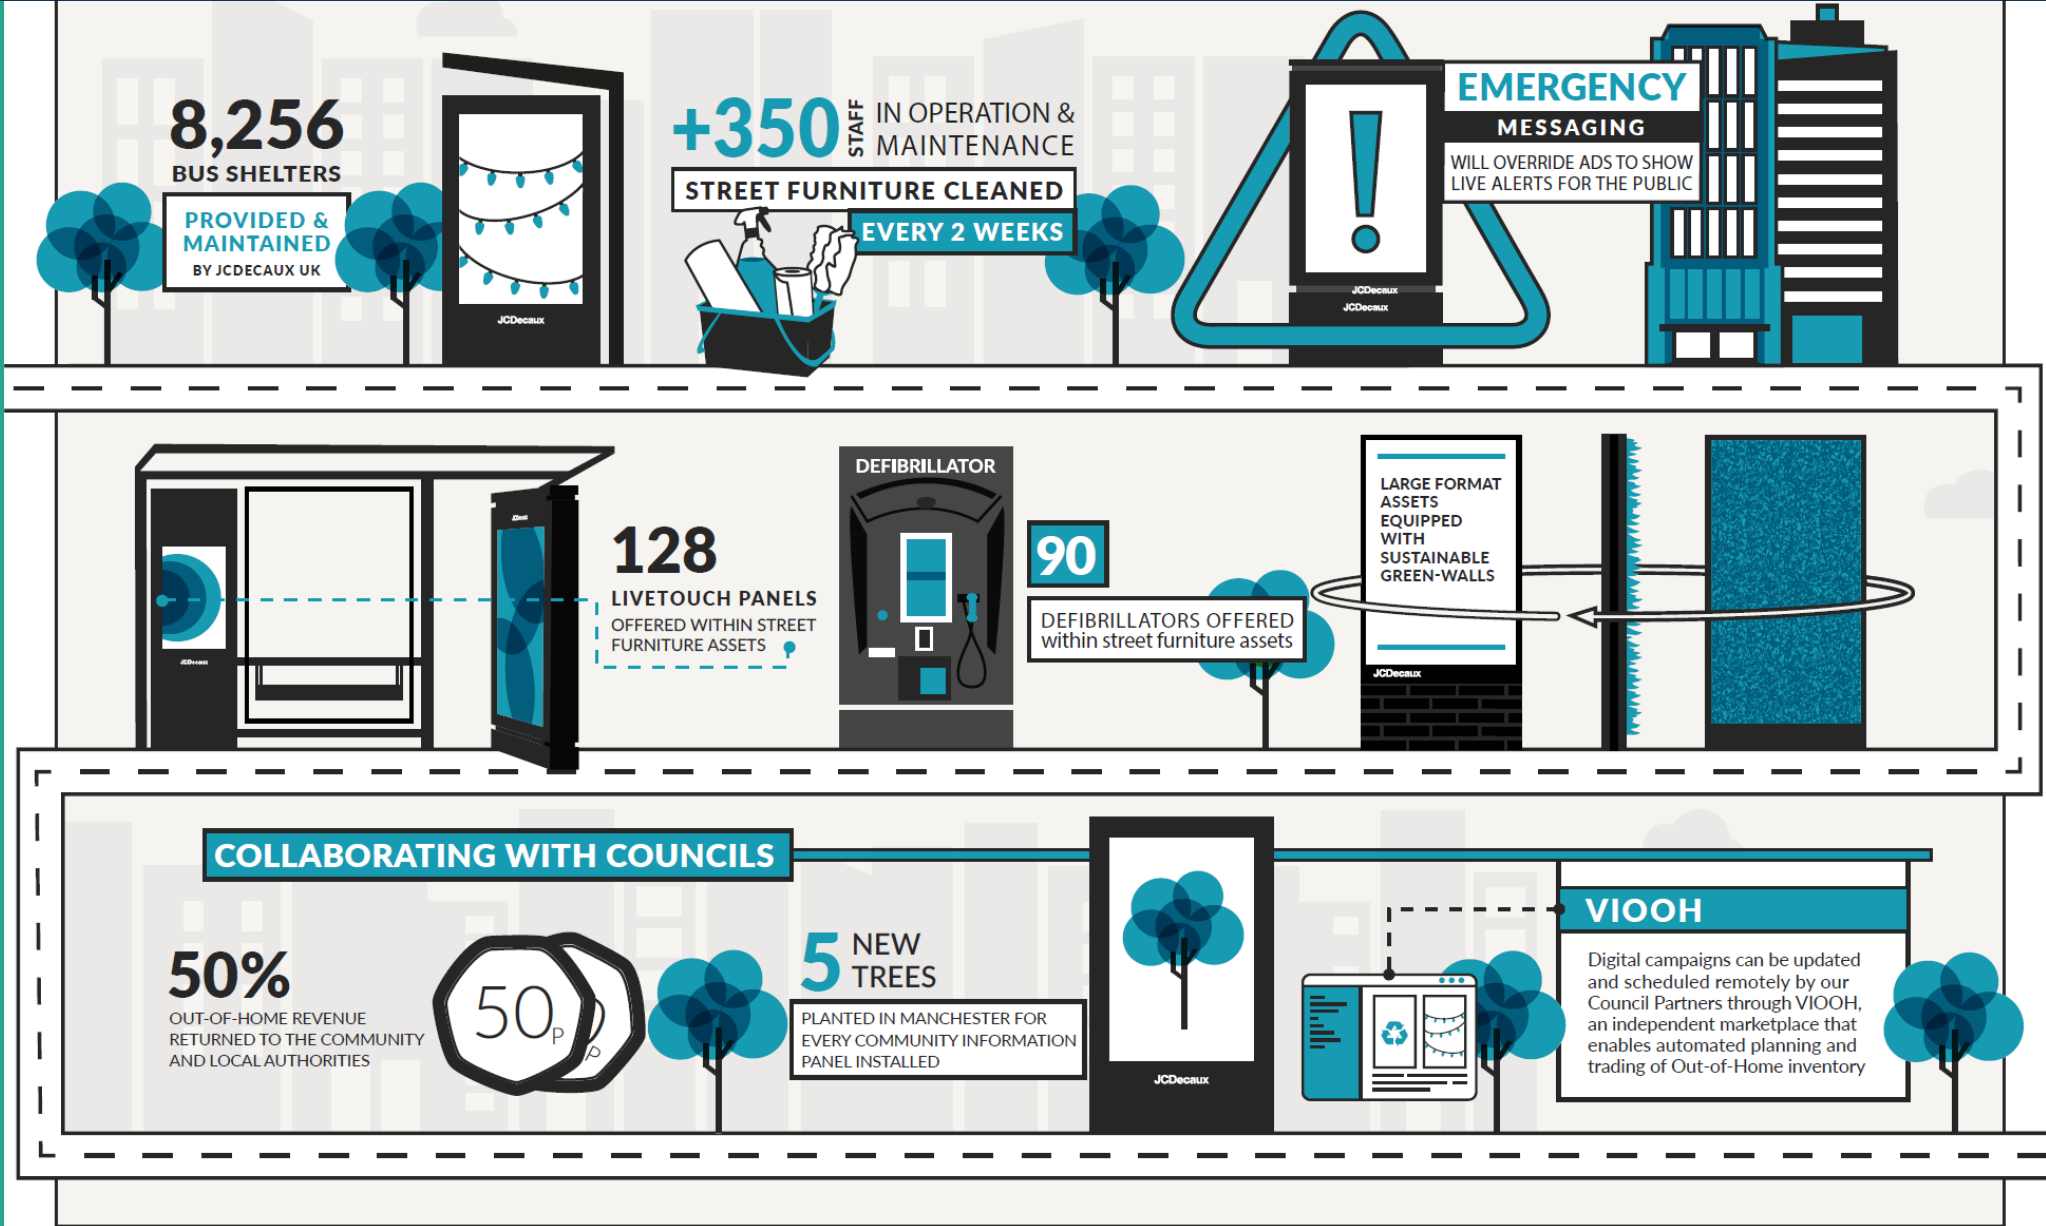 8,256
BUS SHELTERS
PROVIDED &
MAINTAINED
BY JCDECAUX UK
JCDecaux
+350
STAFF
IN OPERATION &
MAINTENANCE
STREET FURNITURE CLEANED
EVERY 2 WEEKS
JCDecaux
JCDecaux
EMERGENCY
MESSAGING
WILL OVERRIDE ADS TO SHOW
LIVE ALERTS FOR THE PUBLIC
JCDecaux
128
LIVETOUCH PANELS
OFFERED WITHIN STREET
FURNITURE ASSETS
DEFIBRILLATOR
90
DEFIBRILLATORS OFFERED
within street furniture assets
LARGE FORMAT
ASSETS
EQUIPPED
WITH
SUSTAINABLE
GREEN-WALLS
JCDecaux
COLLABORATING WITH COUNCILS
50%
OUT-OF-HOME REVENUE
RETURNED TO THE COMMUNITY
AND LOCAL AUTHORITIES
50P
P
5
NEW
TREES
PLANTED IN MANCHESTER FOR
EVERY COMMUNITY INFORMATION
PANEL INSTALLED
JCDecaux
VIOOH
Digital campaigns can be updated
and scheduled remotely by our
Council Partners through VIOOH,
an independent marketplace that
enables automated planning and
trading of Out-of-Home inventory